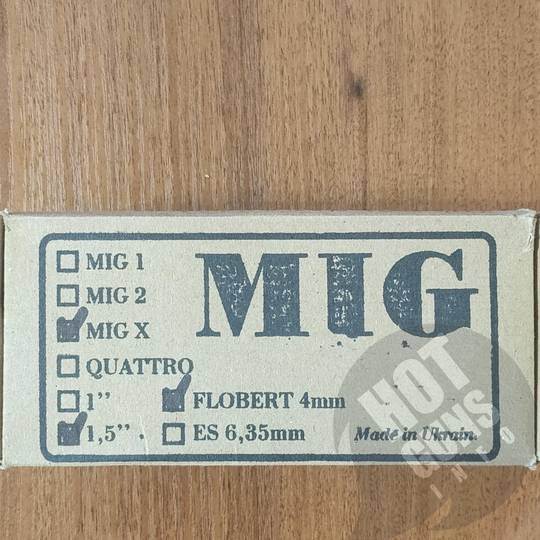 MIG 1
MIG 2
MIG X
QUATTRO
1"
1,5" .
MIG
FLOBERT 4mm
ES 6,35mm
Made in Ukrain.
HOT
GUNS
INFO